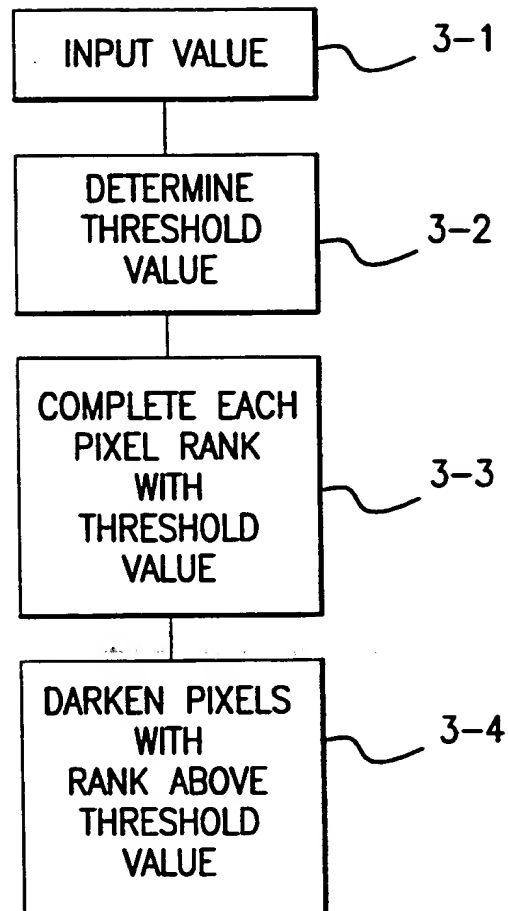 INPUT VALUE
3-1
DETERMINE
THRESHOLD
VALUE
3-2
COMPLETE EACH
PIXEL RANK
WITH
THRESHOLD
VALUE
3-3
DARKEN PIXELS
WITH
RANK ABOVE
THRESHOLD
VALUE
3-4